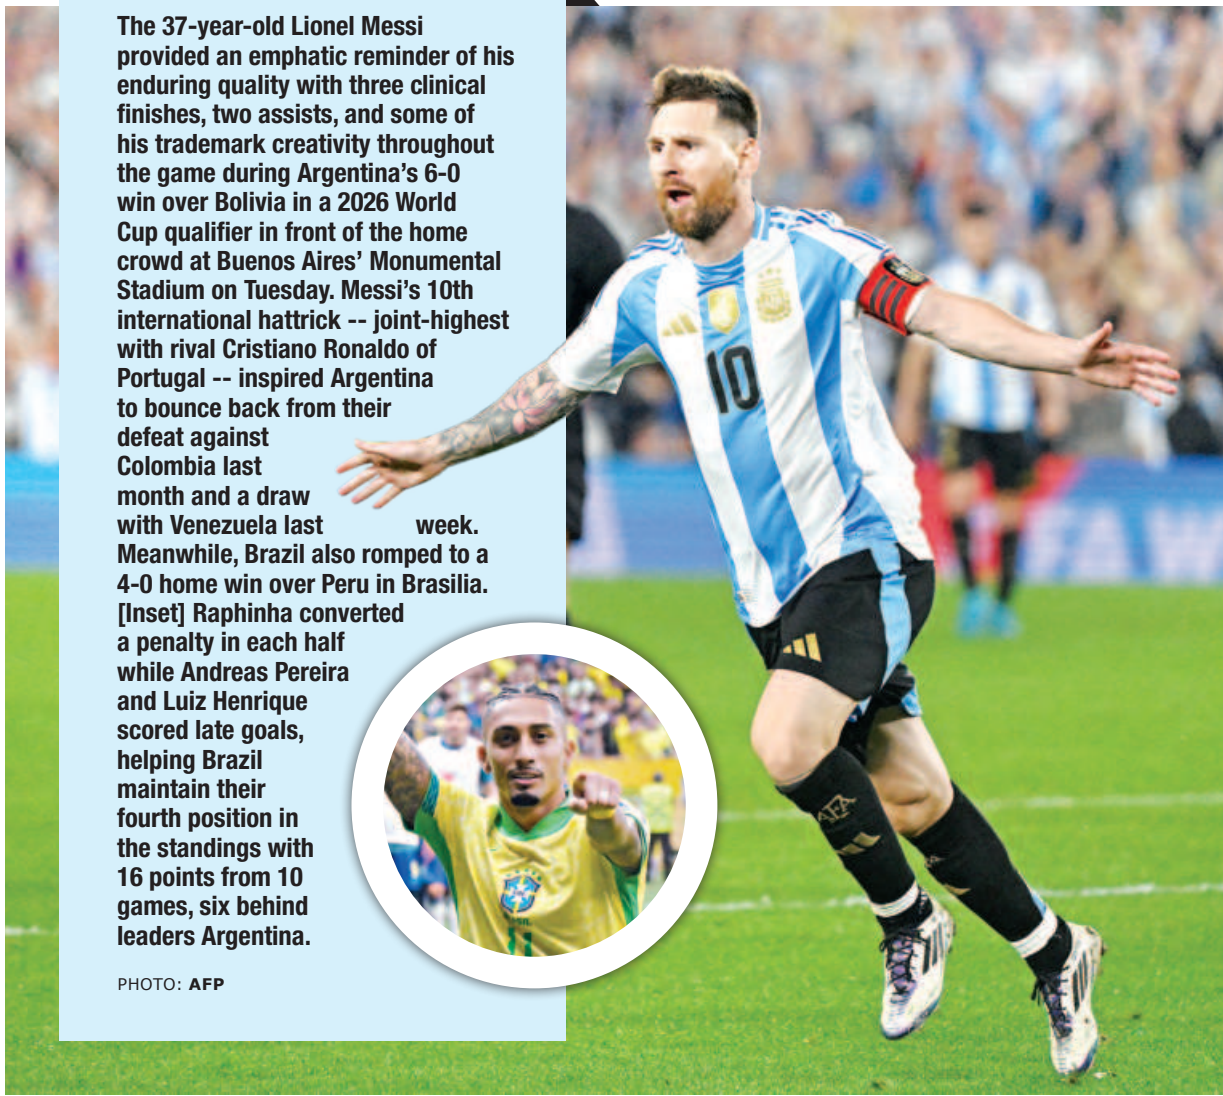 The 37-year-old Lionel Messi
provided an emphatic reminder of his
enduring quality with three clinical
finishes, two assists, and some of
his trademark creativity throughout
the game during Argentina’s 6-0
win over Bolivia in a 2026 World
Cup qualifier in front of the home
crowd at Buenos Aires’ Monumental
Stadium on Tuesday. Messi’s 10th
international hattrick -- joint-highest
with rival Cristiano Ronaldo of
Portugal -- inspired Argentina
to bounce back from their
defeat against
Colombia last
month and a draw
with Venezuela last week.
Meanwhile, Brazil also romped to a
4-0 home win over Peru in Brasilia.
[Inset] Raphinha converted
a penalty in each half
while Andreas Pereira
and Luiz Henrique
scored late goals,
helping Brazil
maintain their
fourth position in
the standings with
16 points from 10
games, six behind
leaders Argentina.
PHOTO: AFP
10
AFA
11